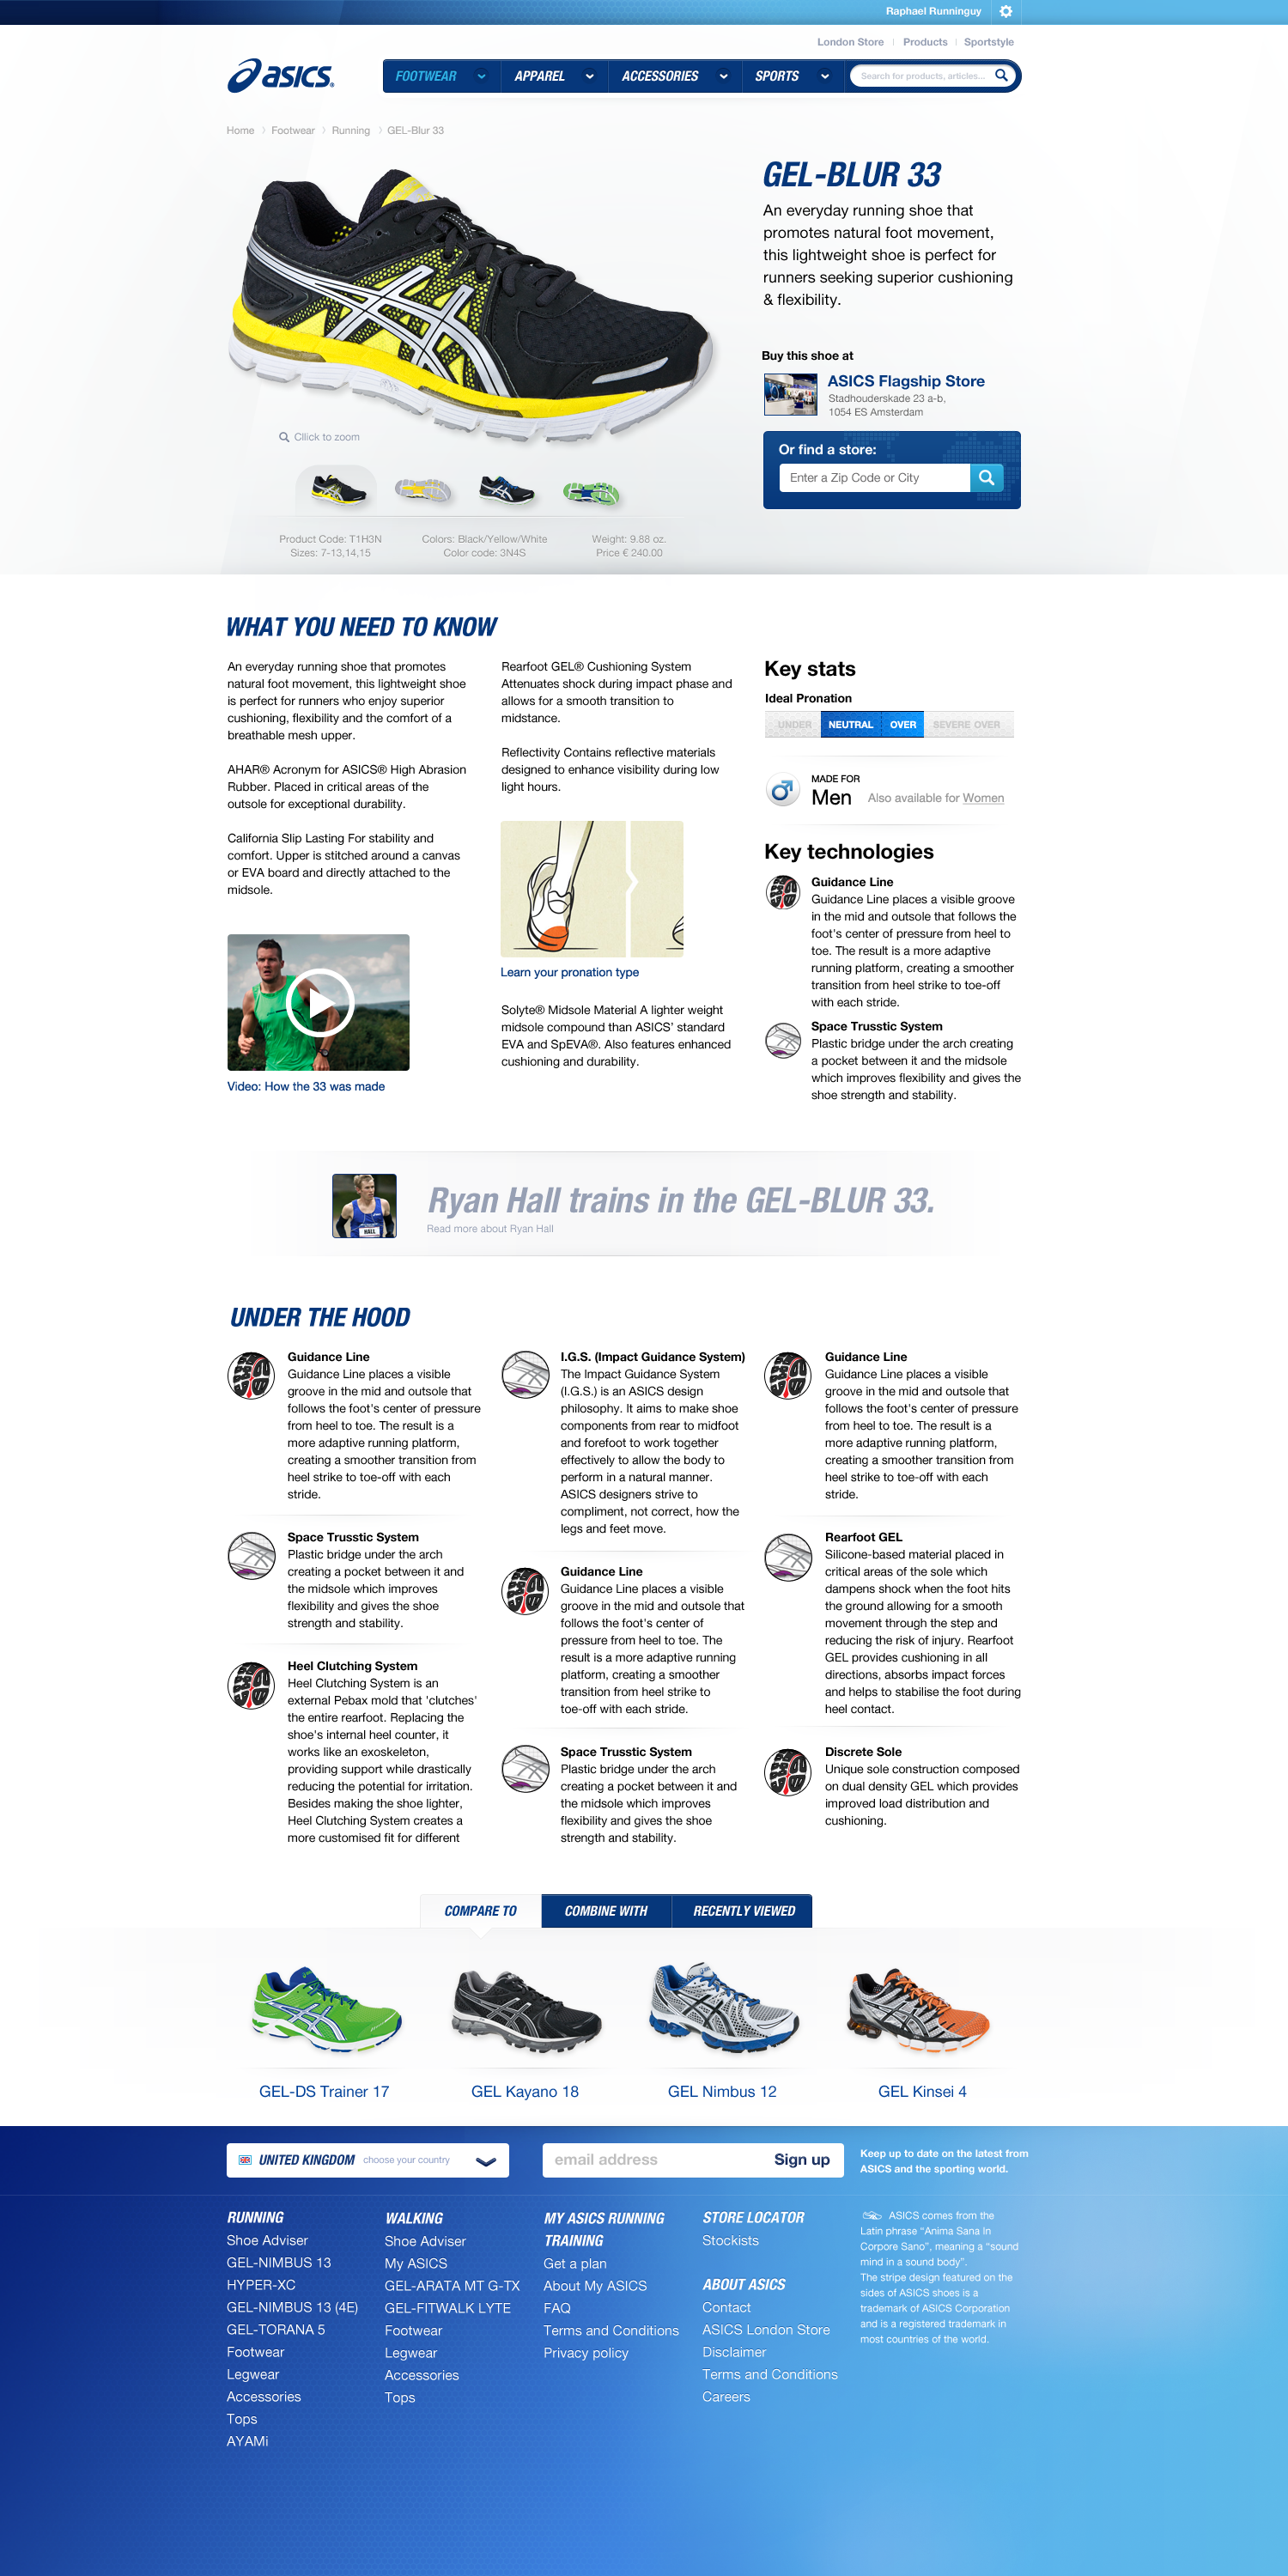 Raphael Runninguy
London Store
Products
Sportstyle
asics®
FOOTWEAR
APPAREL
ACCESSORIES
SPORTS
Search for products, articles...
Home
Footwear
Running
GEL-Blur 33
GEL-BLUR 33
An everyday running shoe that
promotes natural foot movement,
this lightweight shoe is perfect for
runners seeking superior cushioning
& flexibility.
Buy this shoe at
ASICS Flagship Store
Stadhouderskade 23 a-b,
1054 ES Amsterdam
Cllick to zoom
Or find a store:
Enter a Zip Code or City
Product Code: T1H3N
Sizes: 7-13,14,15
Colors: Black/Yellow/White
Color code: 3N4S
Weight: 9.88 oz.
Price € 240.00
WHAT YOU NEED TO KNOW
An everyday running shoe that promotes
natural foot movement, this lightweight shoe
is perfect for runners who enjoy superior
cushioning, flexibility and the comfort of a
breathable mesh upper.
AHAR® Acronym for ASICS® High Abrasion
Rubber. Placed in critical areas of the
outsole for exceptional durability.
California Slip Lasting For stability and
comfort. Upper is stitched around a canvas
or EVA board and directly attached to the
midsole.
Video: How the 33 was made
Rearfoot GEL® Cushioning System
Attenuates shock during impact phase and
allows for a smooth transition to
midstance.
Reflectivity Contains reflective materials
designed to enhance visibility during low
light hours.
Learn your pronation type
Solyte® Midsole Material A lighter weight
midsole compound than ASICS' standard
EVA and SpEVA®. Also features enhanced
cushioning and durability.
Key stats
Ideal Pronation
UNDER
NEUTRAL
OVER
SEVERE OVER
MADE FOR
Men
Also available for Women
Key technologies
Guidance Line
Guidance Line places a visible groove
in the mid and outsole that follows the
foot's center of pressure from heel to
toe. The result is a more adaptive
running platform, creating a smoother
transition from heel strike to toe-off
with each stride.
Space Trusstic System
Plastic bridge under the arch creating
a pocket between it and the midsole
which improves flexibility and gives the
shoe strength and stability.
HALL
Ryan Hall trains in the GEL-BLUR 33.
Read more about Ryan Hall
UNDER THE HOOD
Guidance Line
Guidance Line places a visible
groove in the mid and outsole that
follows the foot's center of pressure
from heel to toe. The result is a
more adaptive running platform,
creating a smoother transition from
heel strike to toe-off with each
stride.
Space Trusstic System
Plastic bridge under the arch
creating a pocket between it and
the midsole which improves
flexibility and gives the shoe
strength and stability.
Heel Clutching System
Heel Clutching System is an
external Pebax mold that 'clutches'
the entire rearfoot. Replacing the
shoe's internal heel counter, it
works like an exoskeleton,
providing support while drastically
reducing the potential for irritation.
Besides making the shoe lighter,
Heel Clutching System creates a
more customised fit for different
I.G.S. (Impact Guidance System)
The Impact Guidance System
(I.G.S.) is an ASICS design
philosophy. It aims to make shoe
components from rear to midfoot
and forefoot to work together
effectively to allow the body to
perform in a natural manner.
ASICS designers strive to
compliment, not correct, how the
legs and feet move.
Guidance Line
Guidance Line places a visible
groove in the mid and outsole that
follows the foot's center of
pressure from heel to toe. The
result is a more adaptive running
platform, creating a smoother
transition from heel strike to
toe-off with each stride.
Space Trusstic System
Plastic bridge under the arch
creating a pocket between it and
the midsole which improves
flexibility and gives the shoe
strength and stability.
Guidance Line
Guidance Line places a visible
groove in the mid and outsole that
follows the foot's center of pressure
from heel to toe. The result is a
more adaptive running platform,
creating a smoother transition from
heel strike to toe-off with each
stride.
Rearfoot GEL
Silicone-based material placed in
critical areas of the sole which
dampens shock when the foot hits
the ground allowing for a smooth
movement through the step and
reducing the risk of injury. Rearfoot
GEL provides cushioning in all
directions, absorbs impact forces
and helps to stabilise the foot during
heel contact.
Discrete Sole
Unique sole construction composed
on dual density GEL which provides
improved load distribution and
cushioning.
COMPARE TO
COMBINE WITH
RECENTLY VIEWED
GEL-DS Trainer 17
GEL Kayano 18
GEL Nimbus 12
GEL Kinsei 4
UNITED KINGDOM choose your country
email address
Sign up
Keep up to date on the latest from
ASICS and the sporting world.
RUNNING
Shoe Adviser
GEL-NIMBUS 13
HYPER-XC
GEL-NIMBUS 13 (4E)
GEL-TORANA 5
Footwear
Legwear
Accessories
Tops
AYAMi
WALKING
Shoe Adviser
My ASICS
GEL-ARATA MT G-TX
GEL-FITWALK LYTE
Footwear
Legwear
Accessories
Tops
MY ASICS RUNNING
TRAINING
Get a plan
About My ASICS
FAQ
Terms and Conditions
Privacy policy
STORE LOCATOR
Stockists
ABOUT ASICS
Contact
ASICS London Store
Disclaimer
Terms and Conditions
Careers
ASICS comes from the
Latin phrase “Anima Sana In
Corpore Sano”, meaning a “sound
mind in a sound body”.
The stripe design featured on the
sides of ASICS shoes is a
trademark of ASICS Corporation
and is a registered trademark in
most countries of the world.